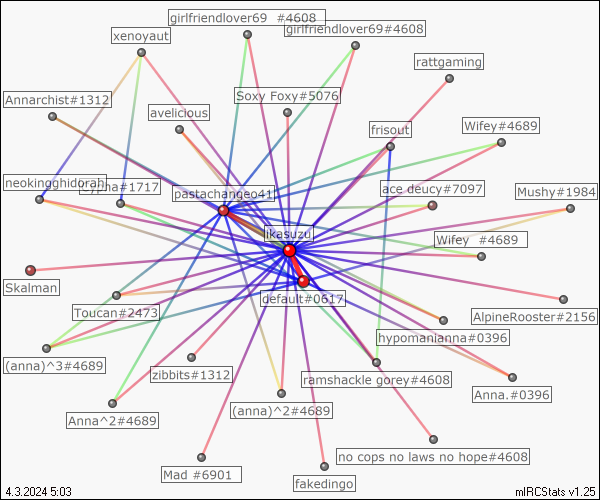 girlfriendlover69 #4608
girlfriendlover69#4608
xenoyaut
rattgaming
Annarchist#1312
avelicious
Soxy Foxy#5076
frisout
Wifey#4689
neokingghidorah
#1717
pastachangeo41
ace deucy#7097
Mushy#1984
ikasuzu
Wifey #4689
Skalman
default#0617
Toucan#2473
AlpineRooster#2156
hypomanianna#0396
(anna)^3#4689
zibbits#1312
ramshackle gorey#4608
Anna.#0396
Anna^2#4689
(anna)^2#4689
no cops no laws no hope#4608
Mad #6901
fakedingo
4.3.2024 5:03
mIRCStats v1.25